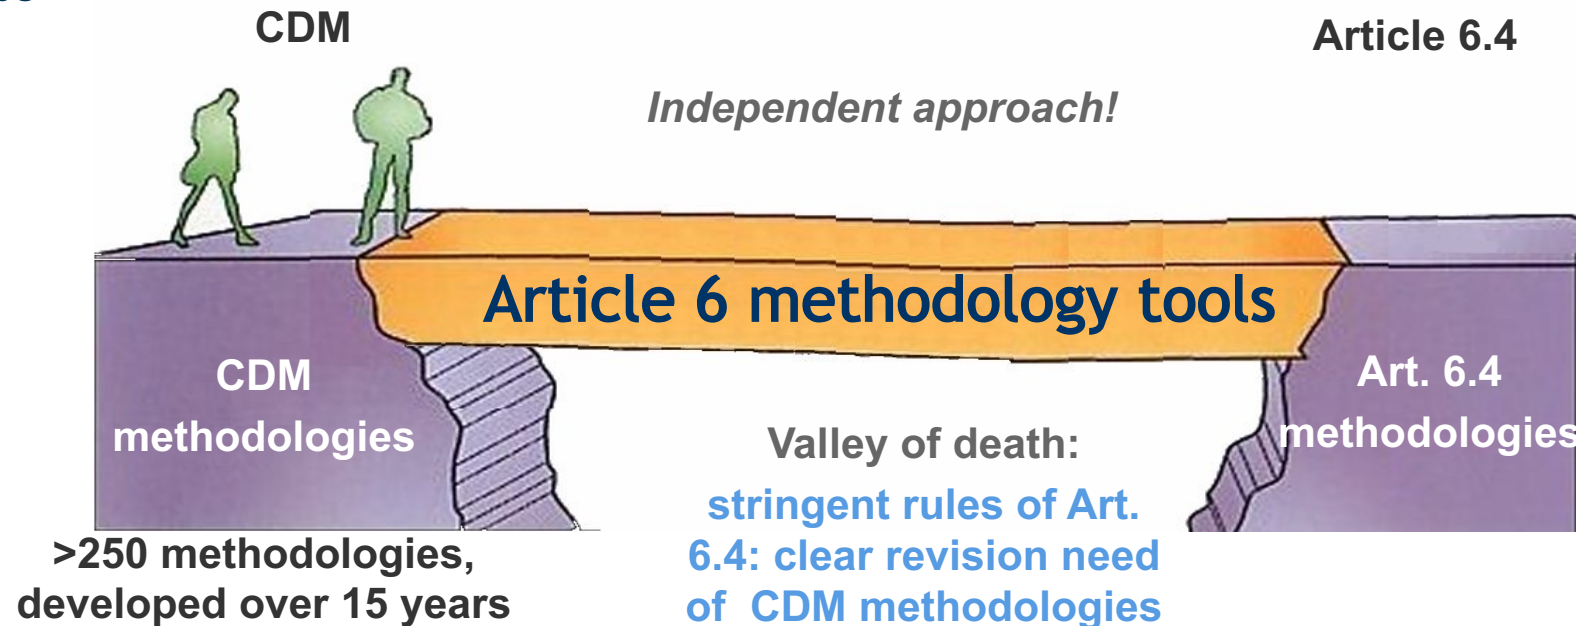 CDM
Article 6.4
Independent approach!
Article 6 methodology tools
CDM
methodologies
Art. 6.4
methodologies
Valley of death:
stringent rules of Art.
6.4: clear revision need
of CDM methodologies
>250 methodologies,
developed over 15 years